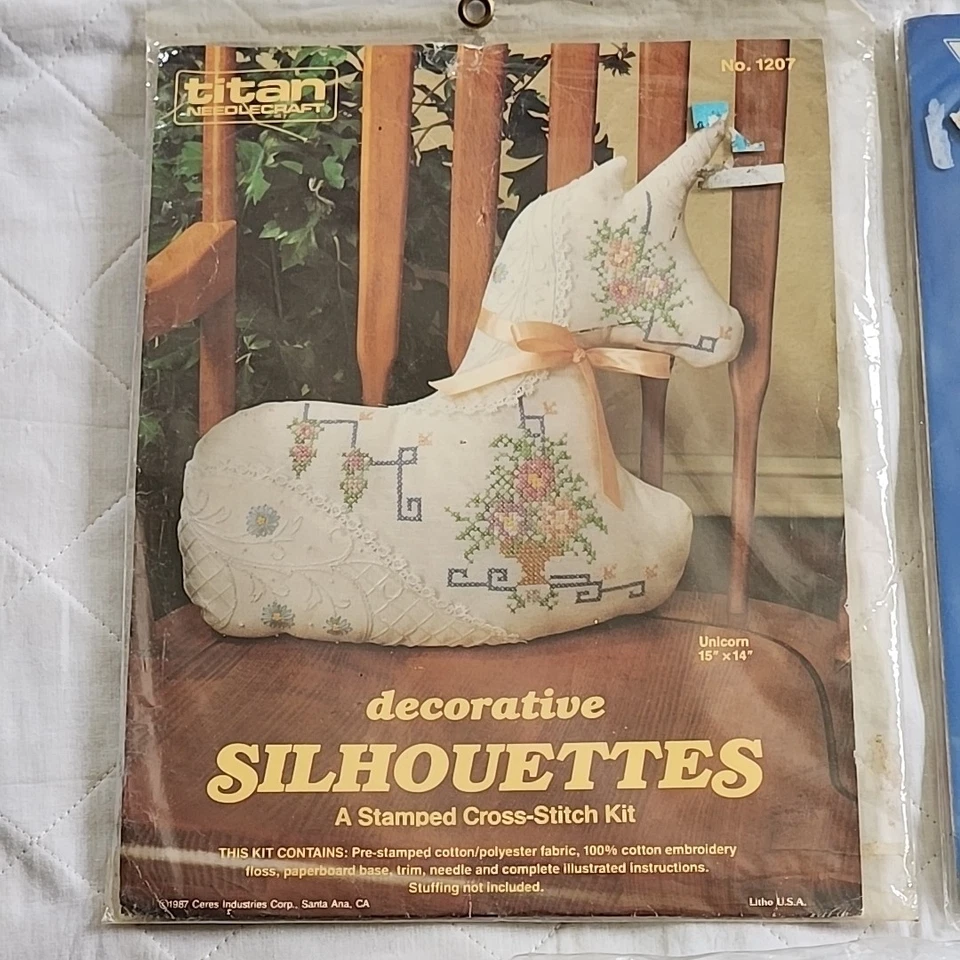 titan
NEEDLECRAFT
No. 1207
Unicorn
15" x 14"
decorative
SILHOUETTES
A Stamped Cross-Stitch Kit
THIS KIT CONTAINS: Pre-stamped cotton/polyester fabric, 100% cotton embroidery
floss, paperboard base, trim, needle and complete illustrated instructions.
Stuffing not included.
©1987 Ceres Industries Corp., Santa Ana, CA
Litho U.S.A.